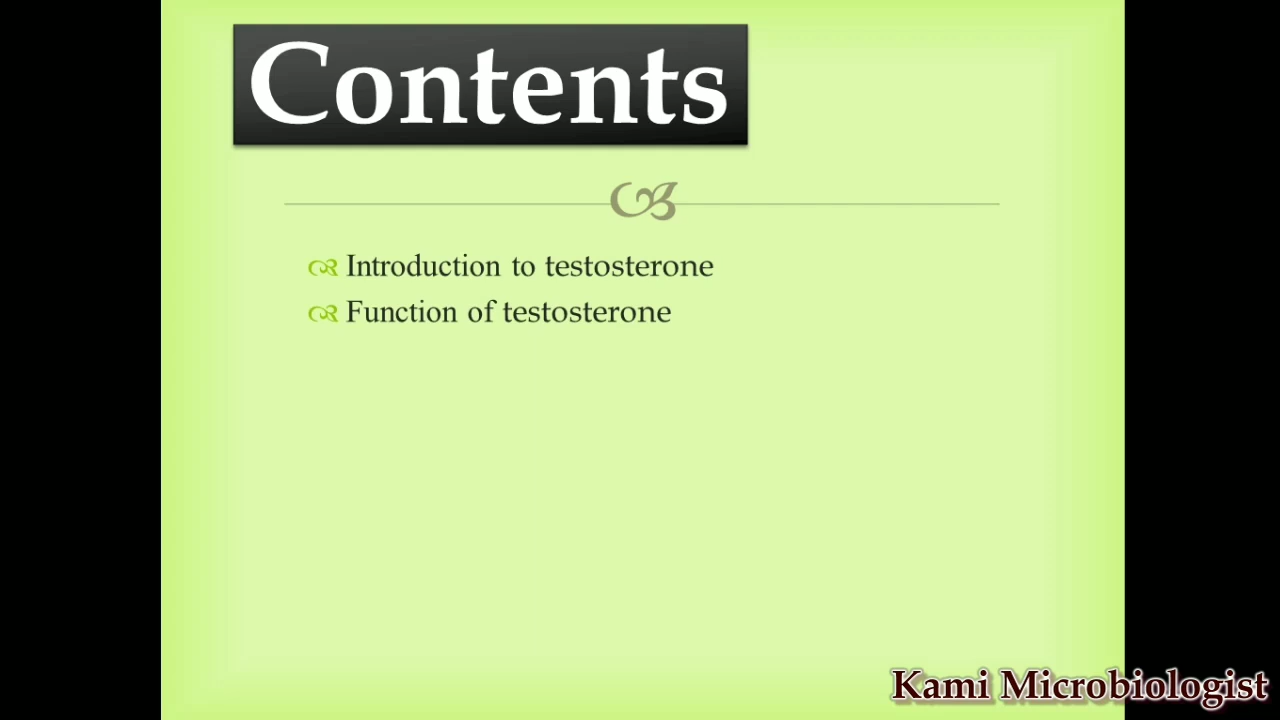 Contents
Introduction to testosterone
Function of testosterone
Kami Microbiologist